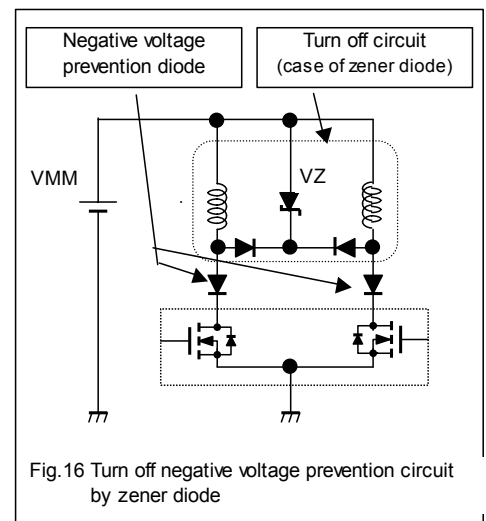 Negative voltage
prevention diode
Turn off circuit
(case of zener diode)
VMM
VZ
Fig.16 Turn off negative voltage prevention circuit
by zener diode